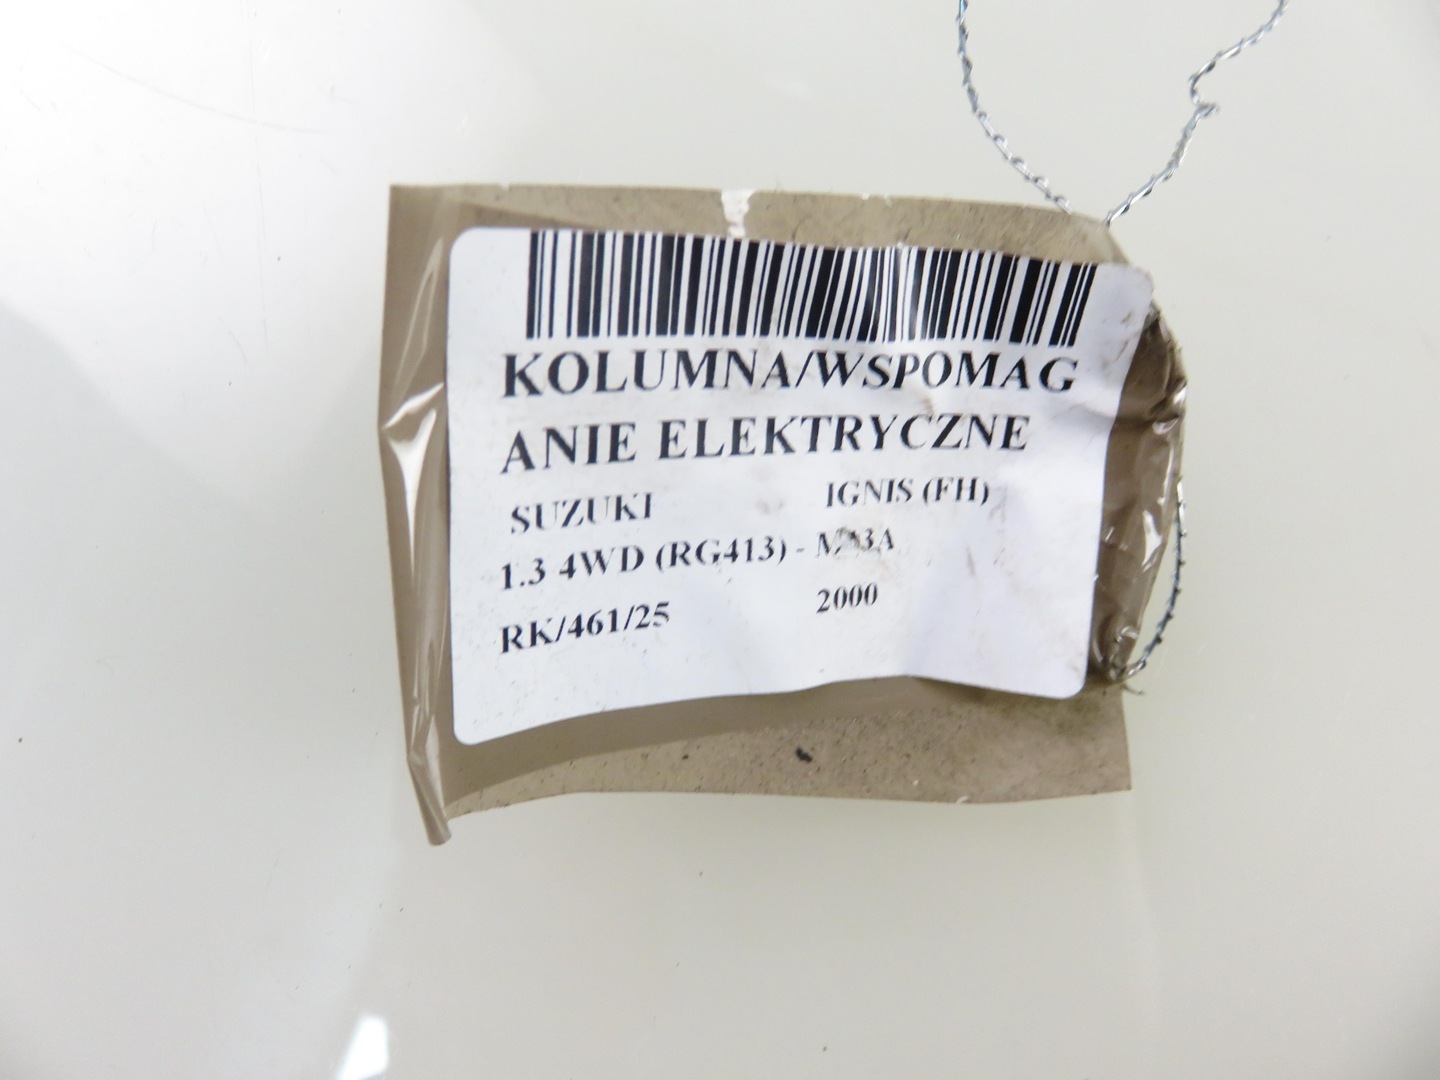 KOLUMNA/WSPOMAG
ANIE ELEKTRYCZNE
SUZUKI IGNIS (FH)
1.3 4WD (RG413) -
RK/461/25 2000